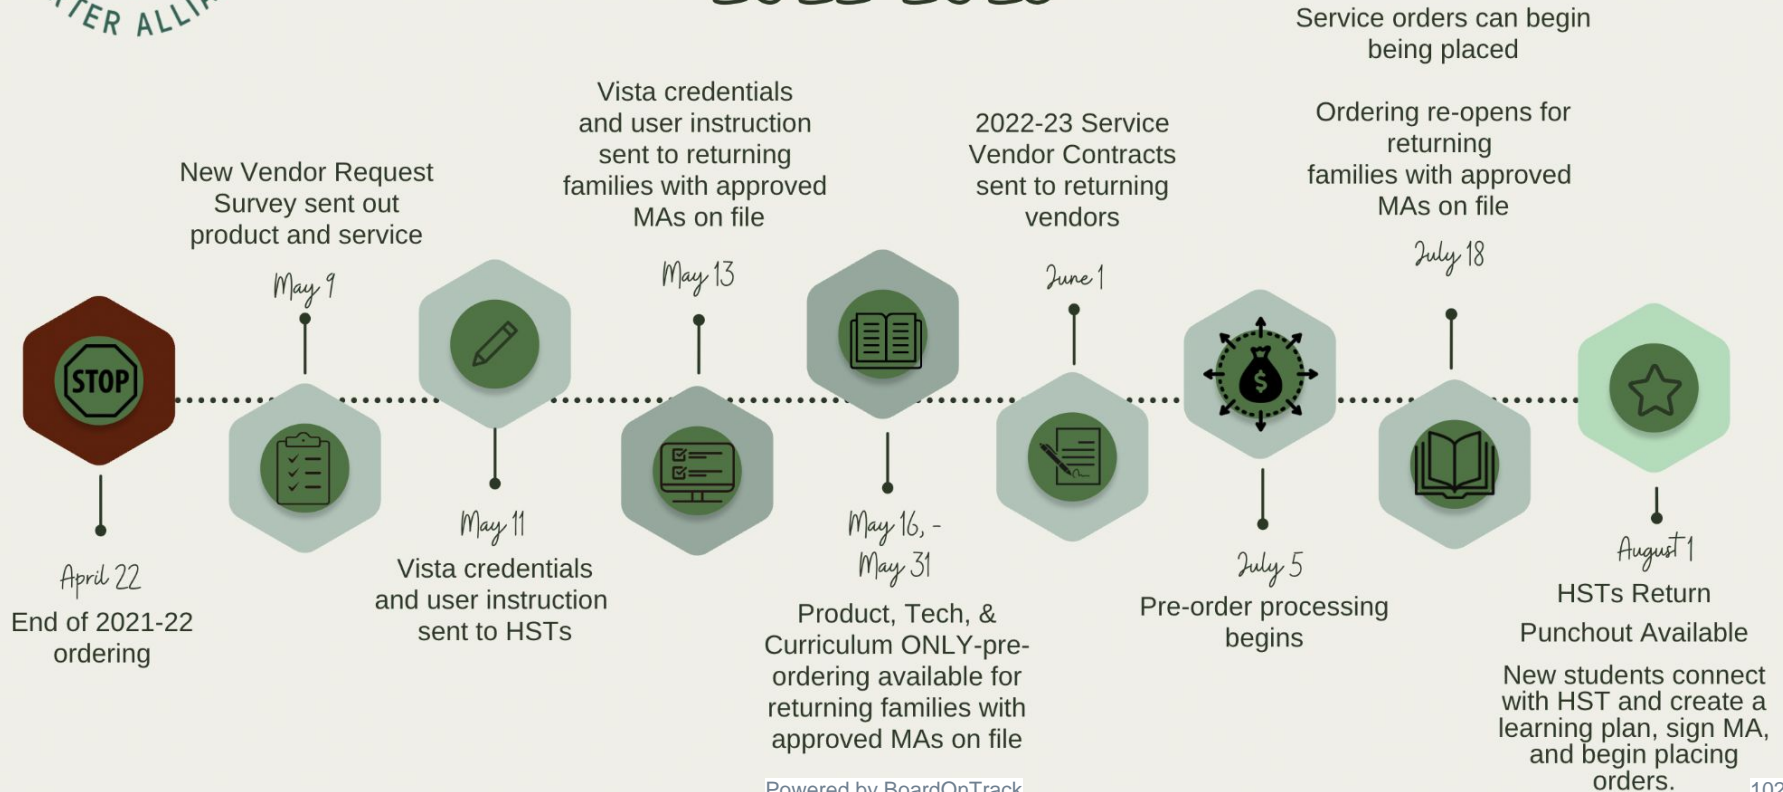 Service orders can begin
being placed
Ordering re-opens for
returning
families with approved
MAs on file
July 18
Vista credentials
and user instruction
sent to returning
families with approved
MAs on file
May 13
2022-23 Service
Vendor Contracts
sent to returning
vendors
June 1
New Vendor Request
Survey sent out
product and service
May 9
STOP
$
April 22
End of 2021-22
ordering
May 11
Vista credentials
and user instruction
sent to HSTs
May 16, -
May 31
Product, Tech, &
Curriculum ONLY-pre-
ordering available for
returning families with
approved MAs on file
July 5
Pre-order processing
begins
August 1
HSTs Return
Punchout Available
New students connect
with HST and create a
learning plan, sign MA,
and begin placing
orders.
Powered by BoardOnTrack
102